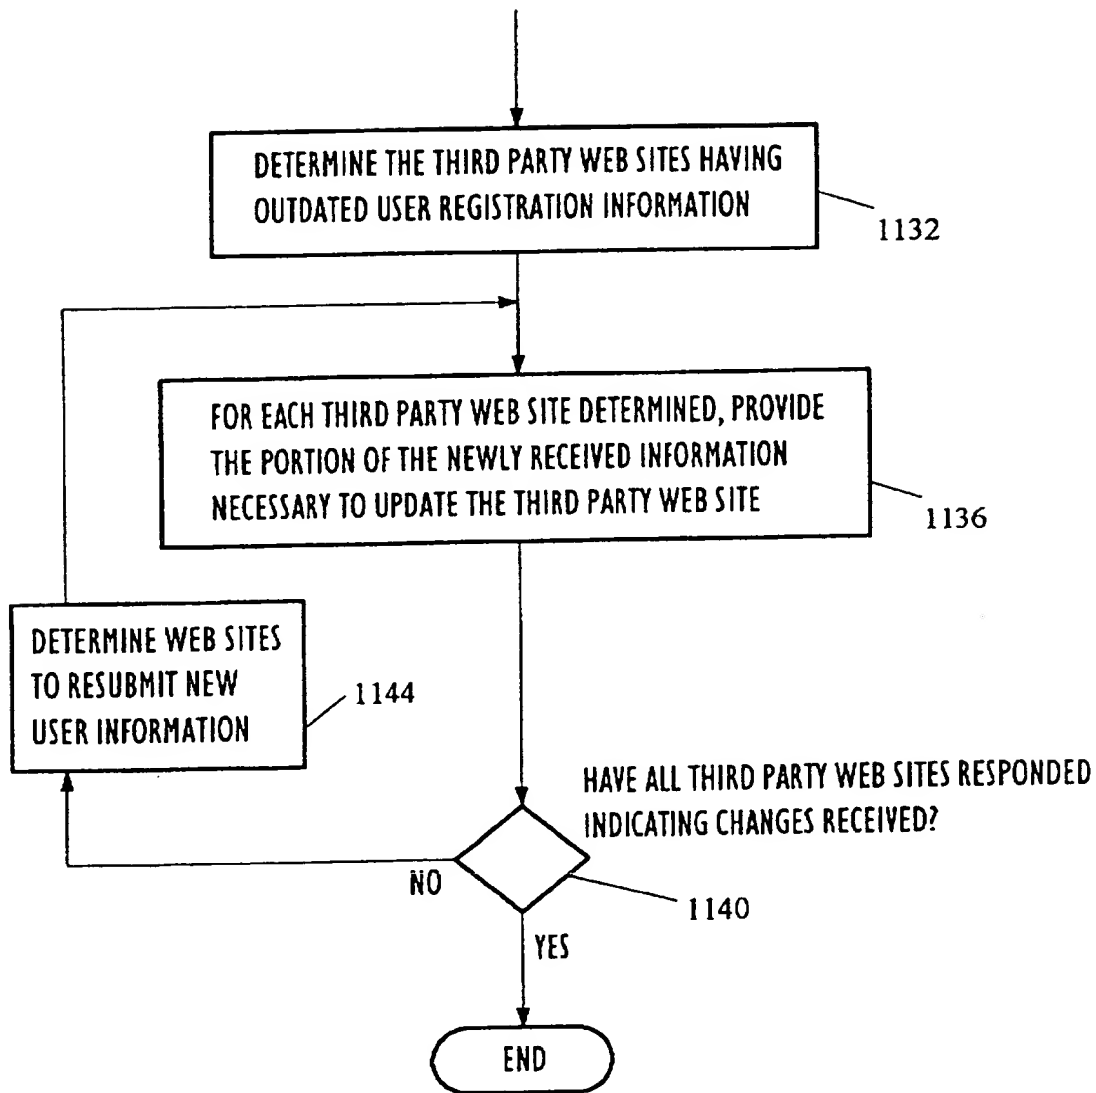 DETERMINE THE THIRD PARTY WEB SITES HAVING
OUTDATED USER REGISTRATION INFORMATION
1132
FOR EACH THIRD PARTY WEB SITE DETERMINED, PROVIDE
THE PORTION OF THE NEWLY RECEIVED INFORMATION
NECESSARY TO UPDATE THE THIRD PARTY WEB SITE
1136
DETERMINE WEB SITES
TO RESUBMIT NEW
USER INFORMATION
1144
HAVE ALL THIRD PARTY WEB SITES RESPONDED
INDICATING CHANGES RECEIVED?
NO
1140
YES
END